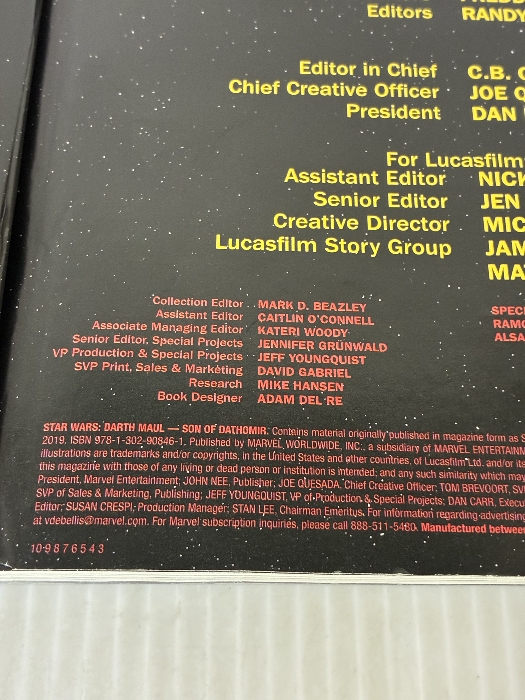 Editors RANDY
Editor in Chief C.B.
Chief Creative Officer JOE
President DAN
For Lucasfilm
Assistant Editor NICK
Senior Editor JEN
Creative Director MIC
Lucasfilm Story Group JAM
MA
Collection Editor MARK D. BEAZLEY
Assistant Editor CAITLIN O'CONNELL
Associate Managing Editor KATERI WOODY
Senior Editor, Special Projects JENNIFER GRÜNWALD
VP Production & Special Projects JEFF YOUNGQUIST
SVP Print, Sales & Marketing DAVID GABRIEL
Research MIKE HANSEN
Book Designer ADAM DEL RE
SPECI
RAMO
ALSA
STAR WARS: DARTH MAUL — SON OF DATHOMIR. Contains material originally published in magazine form as S
2019. ISBN 978-1-302-90846-1. Published by MARVEL WORLDWIDE, INC., a subsidiary of MARVEL ENTERTAINM
illustrations are trademarks and/or copyrights, in the United States and other countries, of Lucasfilm Ltd. and/or its
this magazine with those of any living or dead person or institution is intended, and any such similarity which may
President, Marvel Entertainment; JOHN NEE, Publisher; JOE QUESADA, Chief Creative Officer; TOM BREVOORT, SV
SVP of Sales & Marketing, Publishing; JEFF YOUNGQUIST, VP of Production & Special Projects; DAN CARR, Execu
Editor; SUSAN CRESPI, Production Manager; STAN LEE, Chairman Emeritus. For information regarding advertising
at vdebellis@marvel.com. For Marvel subscription inquiries, please call 888-511-5480. Manufactured between
10 9 8 7 6 5 4 3